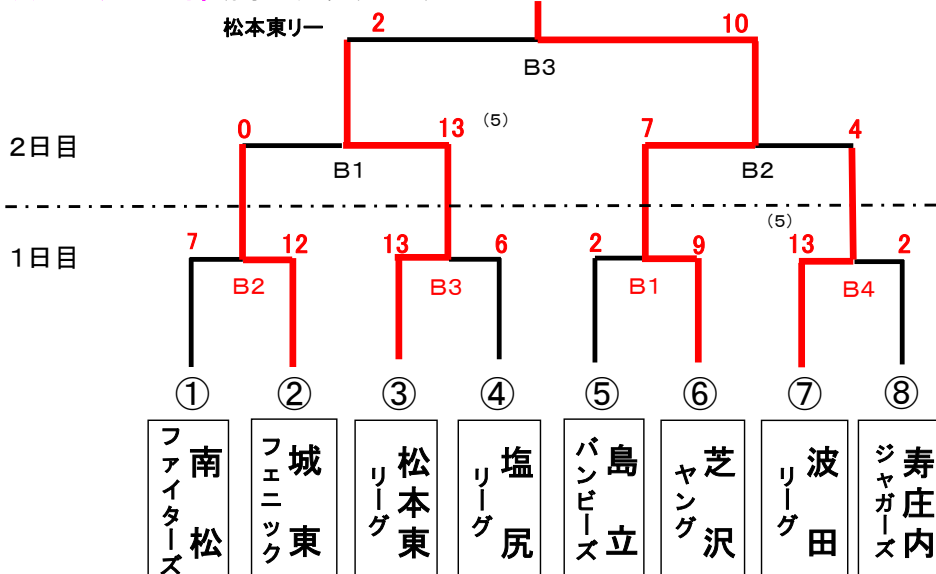 松本東リー
2
10
B3
2日目
0
13
(5)
7
4
B1
B2
(5)
1日目
7
12
13
6
2
9
13
2
B2
B3
B1
B4
①
②
③
④
⑤
⑥
⑦
⑧
南松
ファイターズ
城東
フェニック
松本東
リーグ
塩尻
リーグ
島立
バンビーズ
芝沢
ヤング
波田
リーグ
寿庄内
ジャガーズ